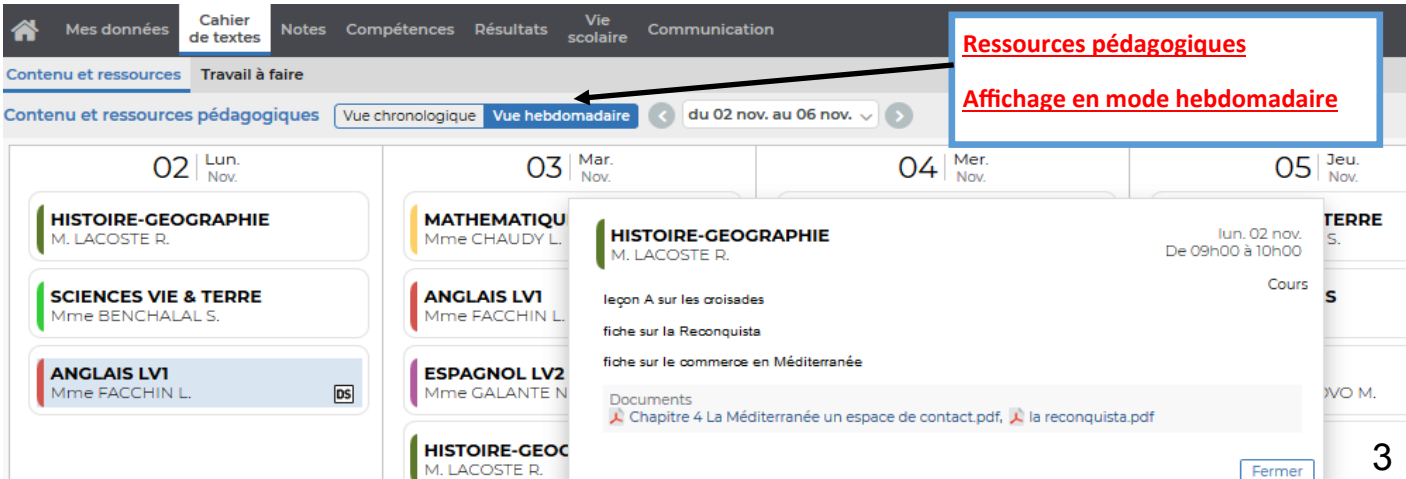 Mes données
Cahier
de textes
Notes
Compétences
Résultats
Vie
scolaire
Communication
Ressources pédagogiques
Affichage en mode hebdomadaire
Contenu et ressources
Travail à faire
Contenu et ressources pédagogiques
Vue chronologique
Vue hebdomadaire
du 02 nov. au 06 nov.
02 Lun.
Nov.
03 Mar.
Nov.
04 Mer.
Nov.
05 Jeu.
Nov.
HISTOIRE-GEOGRAPHIE
M. LACOSTE R.
SCIENCES VIE & TERRE
Mme BENCHALAL S.
ANGLAIS LV1
Mme FACCHIN L.
DS
MATHEMATIQU
Mme CHAUDY L.
ANGLAIS LV1
Mme FACCHIN L.
ESPAGNOL LV2
Mme GALANTE N
HISTOIRE-GEOG
M. LACOSTE R.
HISTOIRE-GEOGRAPHIE
M. LACOSTE R.
lun. 02 nov.
De 09h00 à 10h00
Cours
leçon A sur les croisades
fiche sur la Reconquista
fiche sur le commerce en Méditerranée
Documents
Chapitre 4 La Méditerranée un espace de contact.pdf, la reconquista.pdf
Fermer
TERRE
S.
S
OVO M.
3